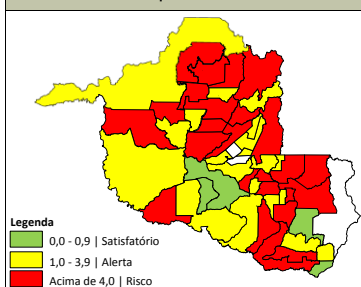 Legenda
0,0 - 0,9 | Satisfatório
1,0 - 3,9 | Alerta
Acima de 4,0 | Risco